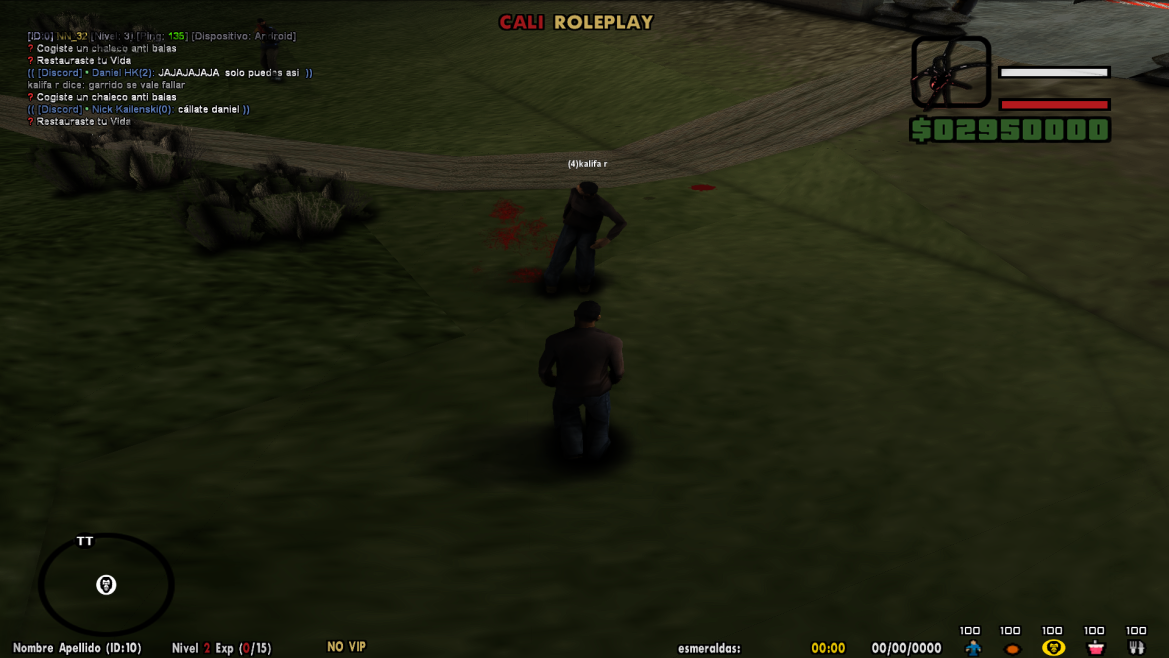 CALI ROLEPLAY
[ID:0] NN_32 [Nivel: 3] [Ping: 135] [Dispositivo: Android]
? Cogiste un chaleco anti balas
? Restauraste tu Vida
(( [Discord] • Daniel HK(2): JAJAJAJAJA solo puedes asi ))
kalifa r dice: garrido se vale fallar
? Cogiste un chaleco anti balas
(( [Discord] • Nick Kailenski(0): cállate daniel ))
? Restauraste tu Vida
$02950000
(4)kalifa r
TT
100 100 100 100 100
Nombre Apellido (ID:10) Nivel 2 Exp (0/15) NO VIP esmeraldas: 00:00 00/00/0000